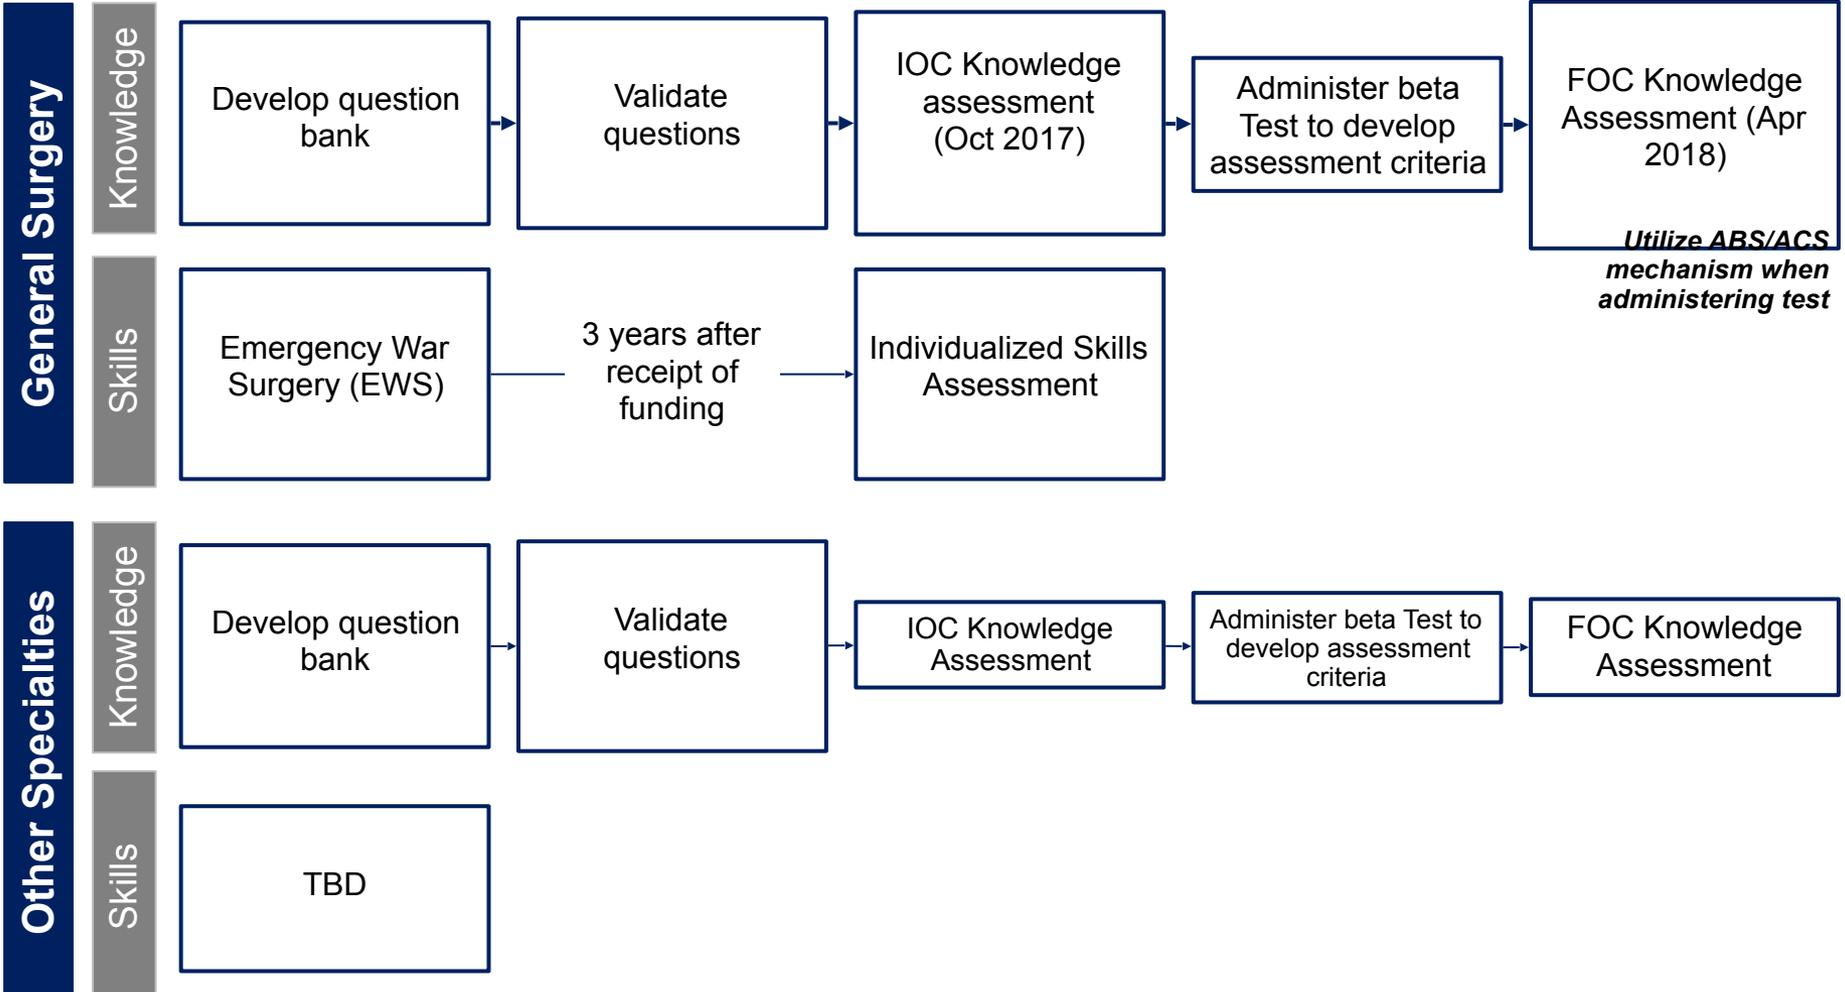 General Surgery
Knowledge
Develop question
bank
Validate
questions
IOC Knowledge
assessment
(Oct 2017)
Administer beta
Test to develop
assessment criteria
FOC Knowledge
Assessment (Apr
2018)
Utilize ABS/ACS
mechanism when
administering test
Skills
Emergency War
Surgery (EWS)
3 years after
receipt of
funding
Individualized Skills
Assessment
Other Specialties
Knowledge
Develop question
bank
Validate
questions
IOC Knowledge
Assessment
Administer beta Test to
develop assessment
criteria
FOC Knowledge
Assessment
Skills
TBD